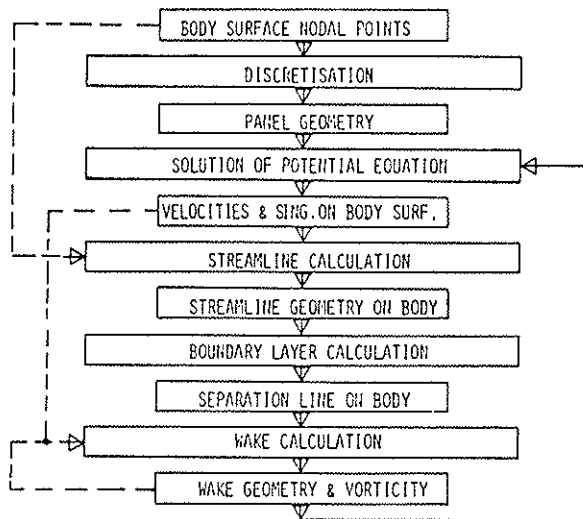 BODY SURFACE NODAL POINTS
DISCRETISATION
PANEL GEOMETRY
SOLUTION OF POTENTIAL EQUATION
VELOCITIES & SING.ON BODY SURF.
STREAMLINE CALCULATION
STREAMLINE GEOMETRY ON BODY
BOUNDARY LAYER CALCULATION
SEPARATION LINE ON BODY
WAKE CALCULATION
WAKE GEOMETRY & VORTICITY